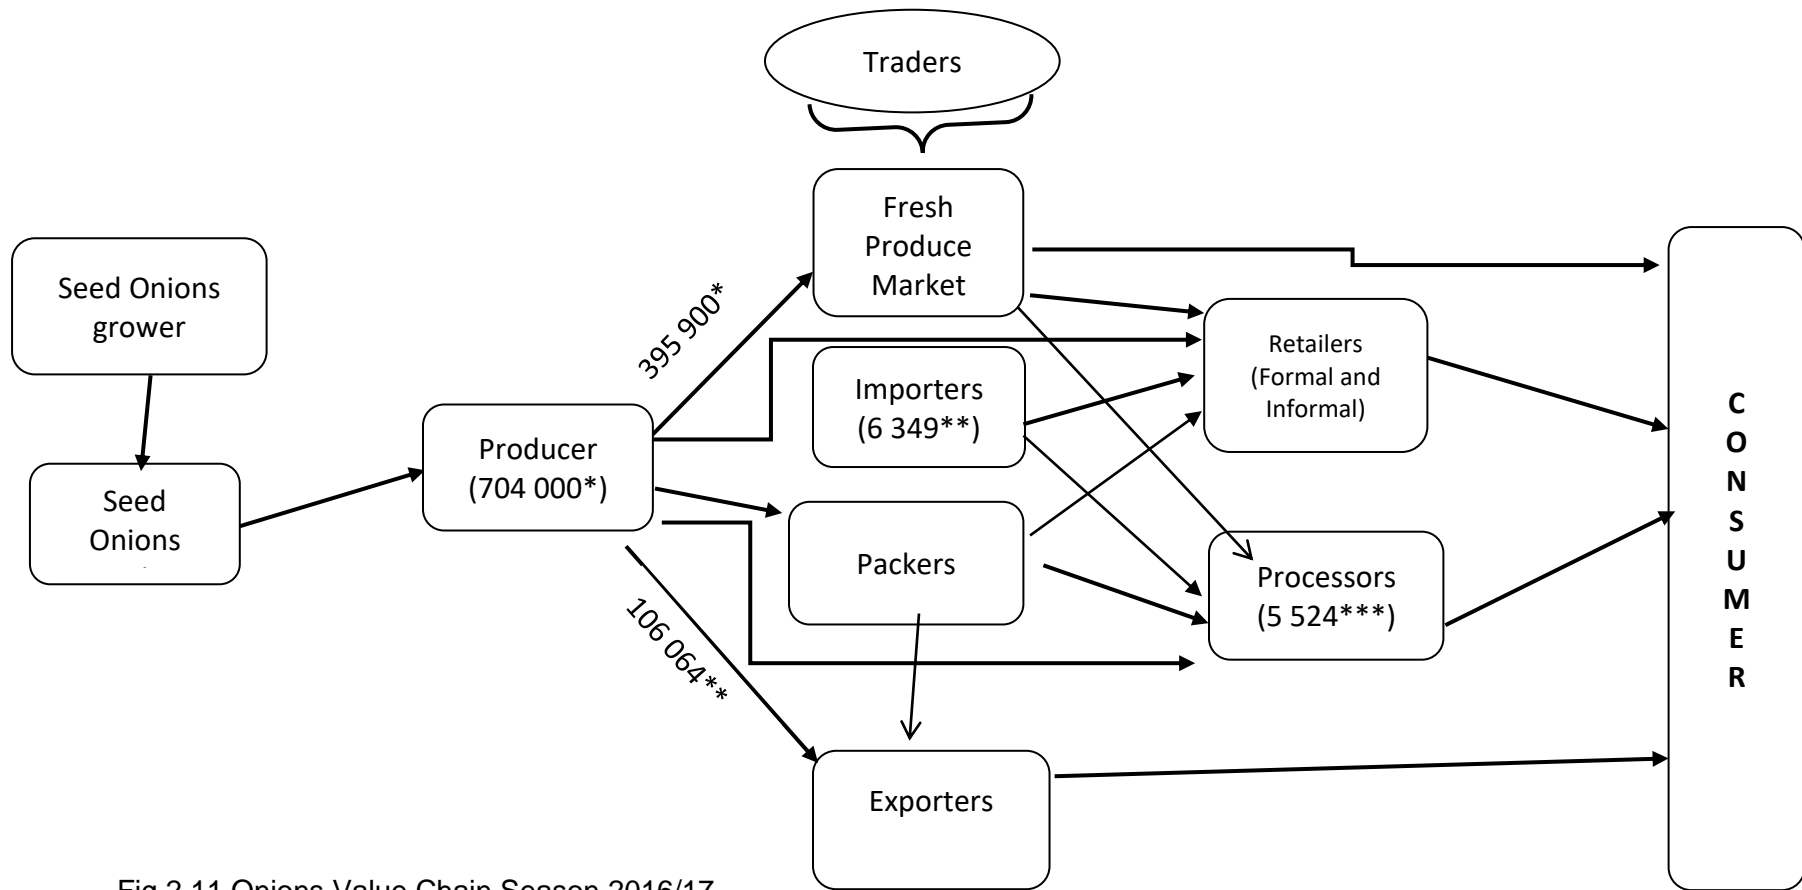 Traders
Fresh
Produce
Market
Seed Onions
grower
395 900*
Retailers
(Formal and
Informal)
Importers
(6 349**)
Producer
(704 000*)
Seed
Onions
Packers
Processors
(5 524***)
106 064**
Exporters
C
O
N
S
U
M
E
R
Fig 2.11 Onions Value Chain Season 2016/17